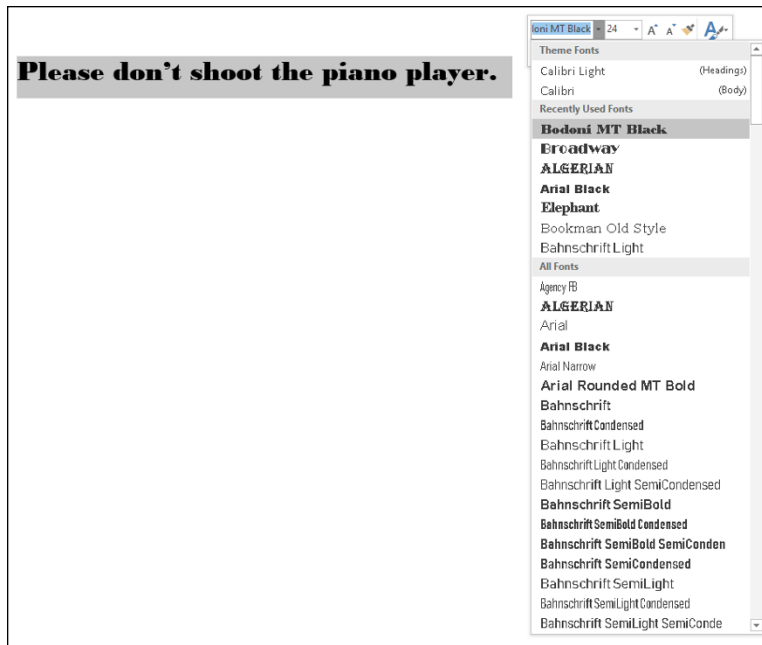 Please don't shoot the piano player.
loni MT Black 24 A A A
Theme Fonts
Calibri Light (Headings)
Calibri (Body)
Recently Used Fonts
Bodoni MT Black
Broadway
ALGERIAN
Arial Black
Elephant
Bookman Old Style
Bahnschrift Light
All Fonts
Agency FB
ALGERIAN
Arial
Arial Black
Arial Narrow
Arial Rounded MT Bold
Bahnschrift
Bahnschrift Condensed
Bahnschrift Light
Bahnschrift Light Condensed
Bahnschrift Light SemiCondensed
Bahnschrift SemiBold
Bahnschrift SemiBold Condensed
Bahnschrift SemiBold SemiConden
Bahnschrift SemiCondensed
Bahnschrift SemiLight
Bahnschrift SemiLight Condensed
Bahnschrift SemiLight SemiConde